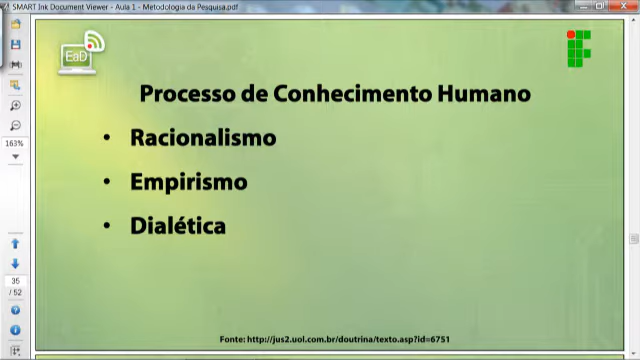 SMART Ink Document Viewer - Aula 1 - Metodologia da Pesquisa.pdf
EaD
Processo de Conhecimento Humano
• Racionalismo
• Empirismo
• Dialética
163%
35
/ 52
Fonte: http://jus2.uol.com.br/doutrina/texto.asp?id=6751